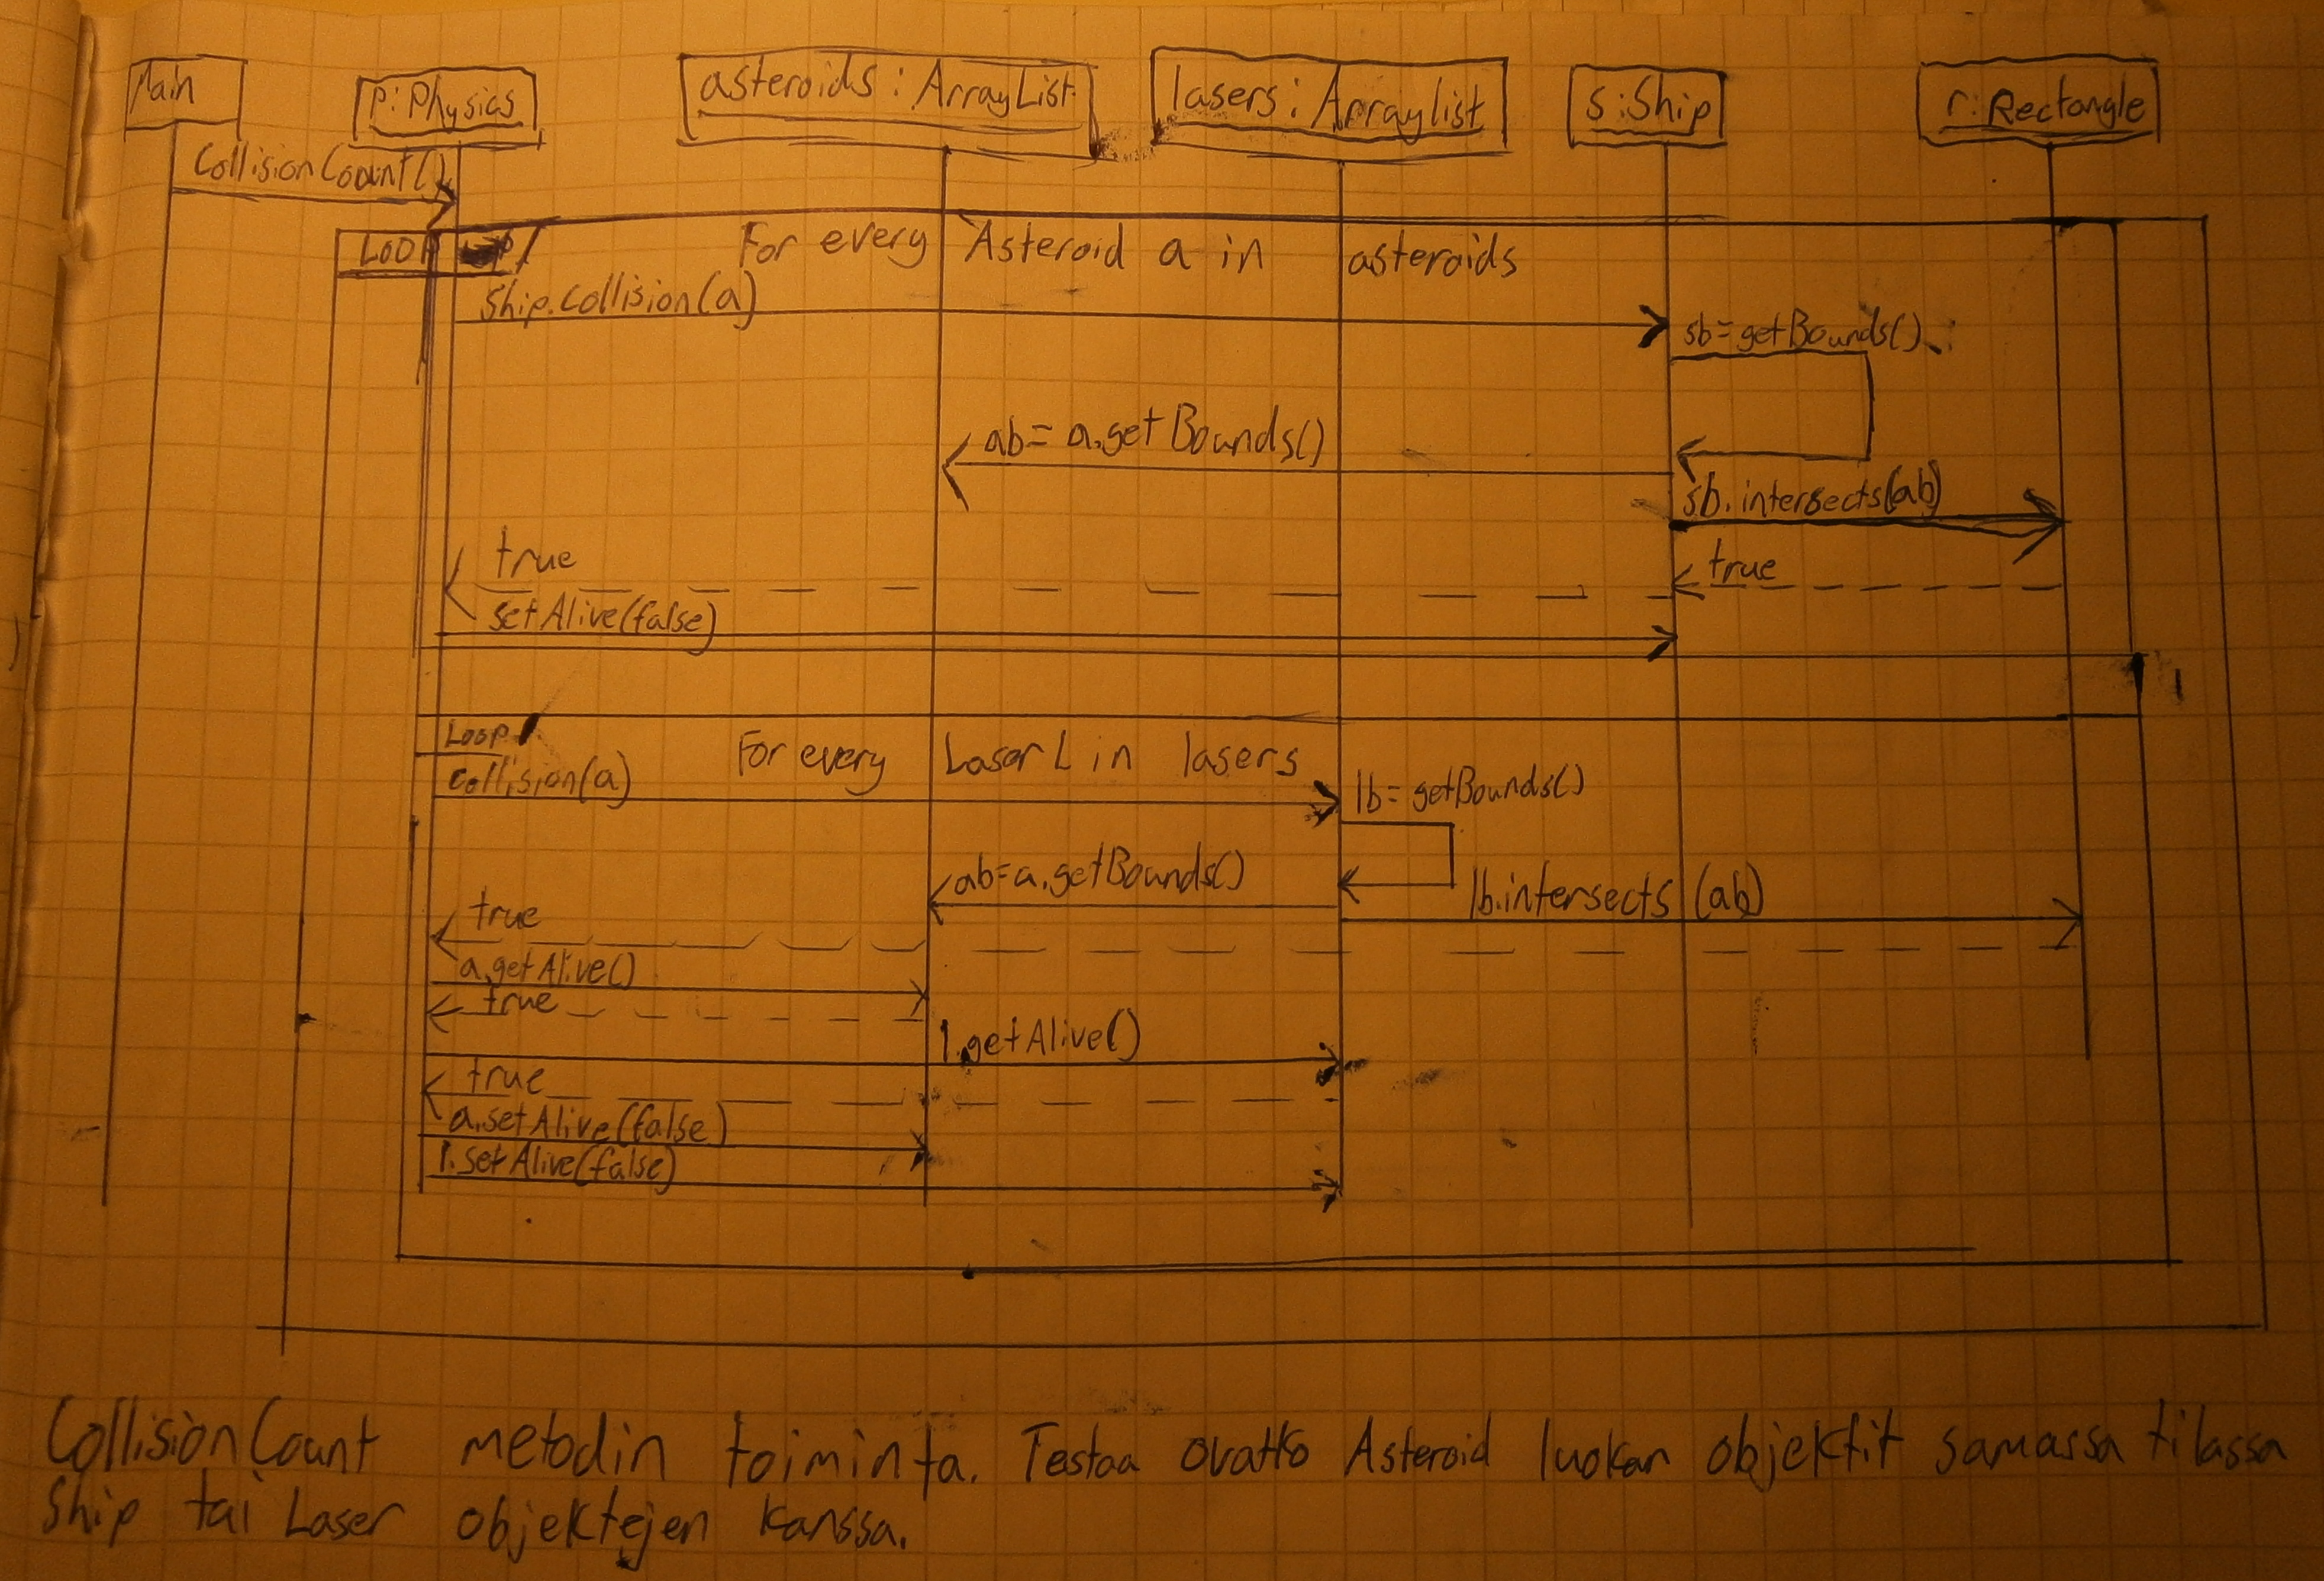 Main
p:Physics
asteroids:ArrayList
lasers:Arraylist
s:Ship
r:Rectangle
CollisionCount()
LOOP
For every Asteroid a in asteroids
Ship.Collision(a)
sb=getBounds()
ab= a.getBounds()
sb.intersects(ab)
true
true
setAlive(false)
Loop
For every Laser L in lasers
collision(a)
lb= getBounds()
ab=a.getBounds()
lb.intersects (ab)
true
a.getAlive()
true
l.getAlive()
true
a.setAlive(false)
l.setAlive(false)
CollisionCount metodin toiminta. Testaa ovatko Asteroid luokan objektit samassa tilassa
Ship tai Laser objektejen kanssa.